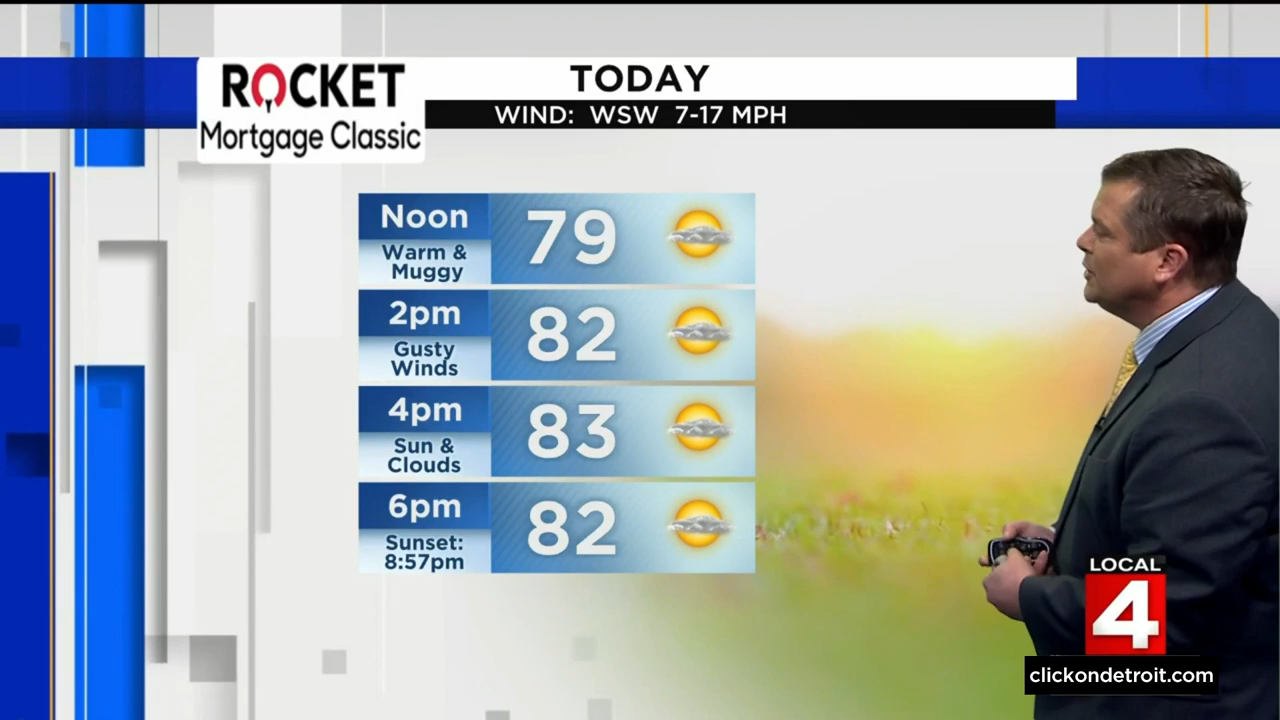 ROCKET
Mortgage Classic
TODAY
WIND: WSW 7-17 MPH
Noon
Warm &
Muggy
79
2pm
Gusty
Winds
82
4pm
Sun &
Clouds
83
6pm
Sunset:
8:57pm
82
LOCAL
4
clickondetroit.com